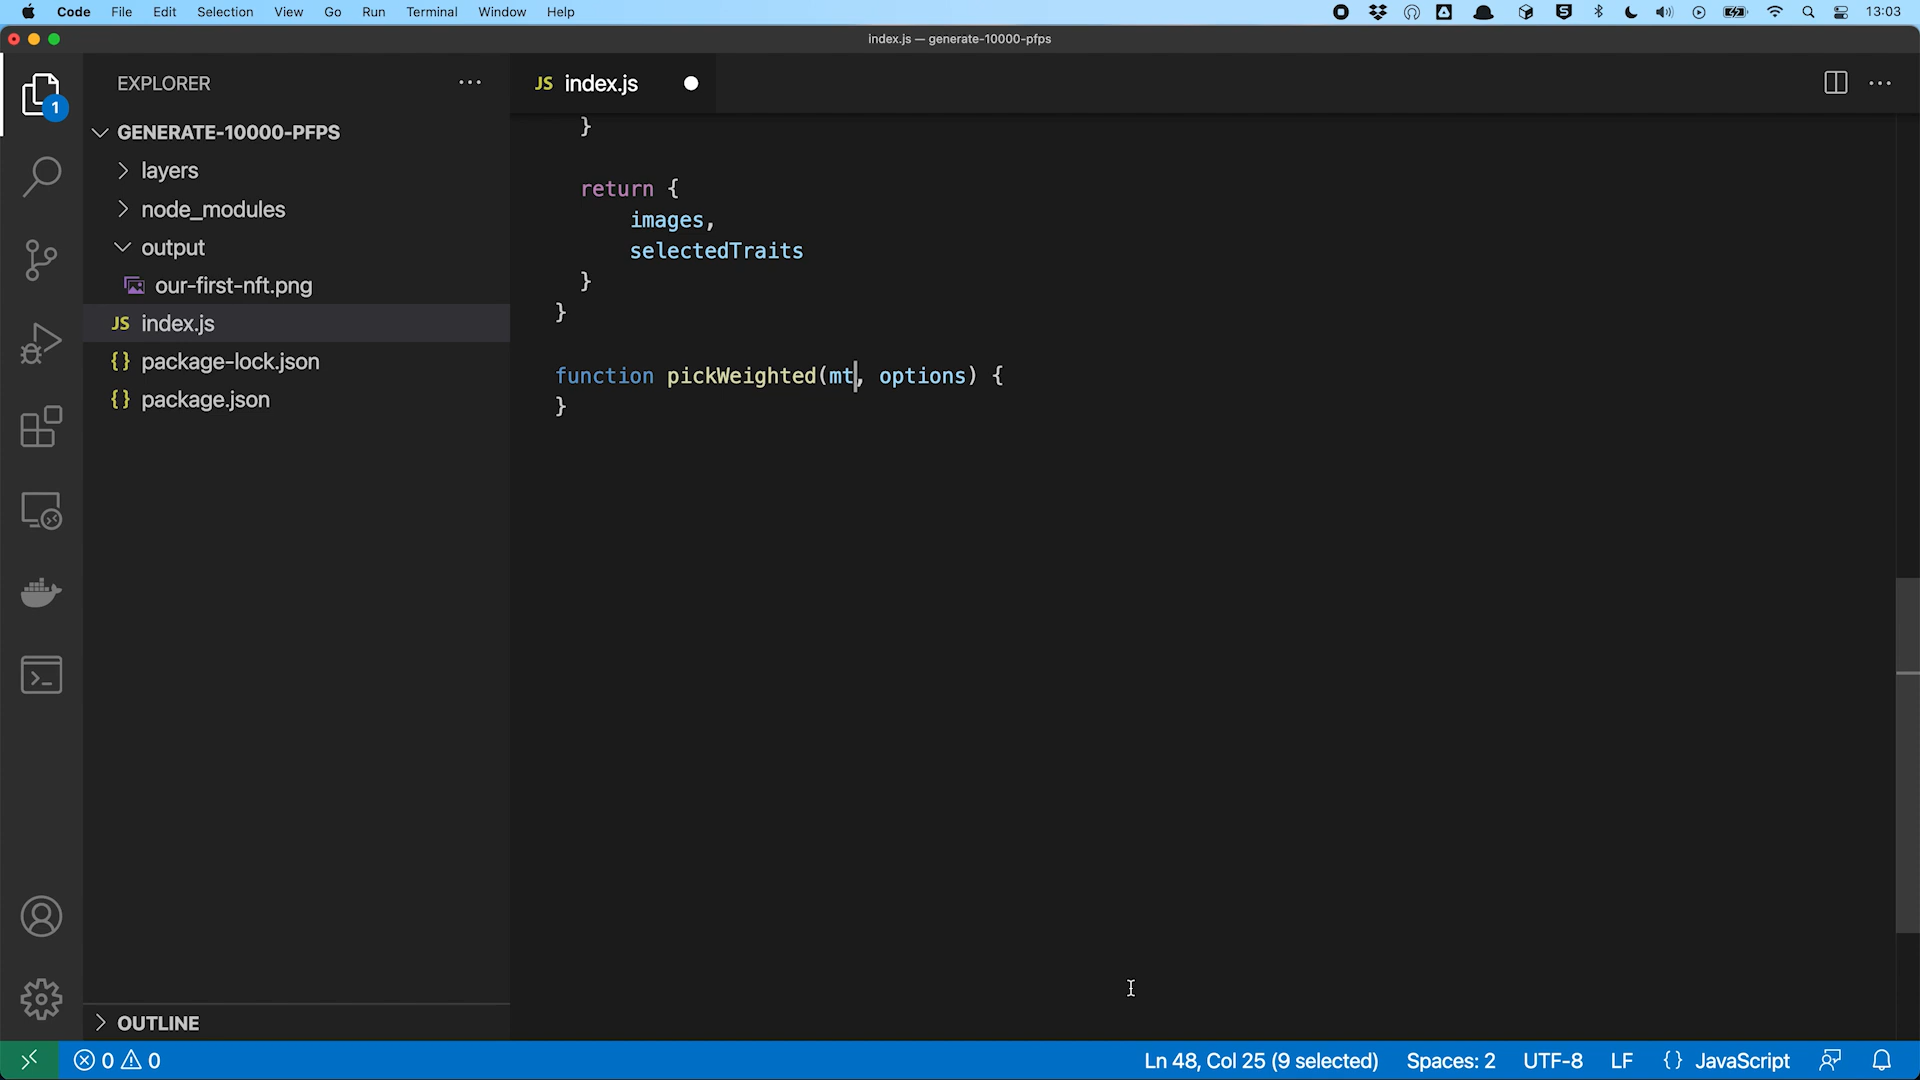 Code File Edit Selection View Go Run Terminal Window Help 13:03
index.js — generate-10000-pfps
1
EXPLORER
GENERATE-10000-PFPS
layers
node_modules
output
our-first-nft.png
JS index.js
{} package-lock.json
{} package.json
OUTLINE
JS index.js
}
return {
images,
selectedTraits
}
}
function pickWeighted(mt, options) {
}
0 0 Ln 48, Col 25 (9 selected) Spaces: 2 UTF-8 LF {} JavaScript